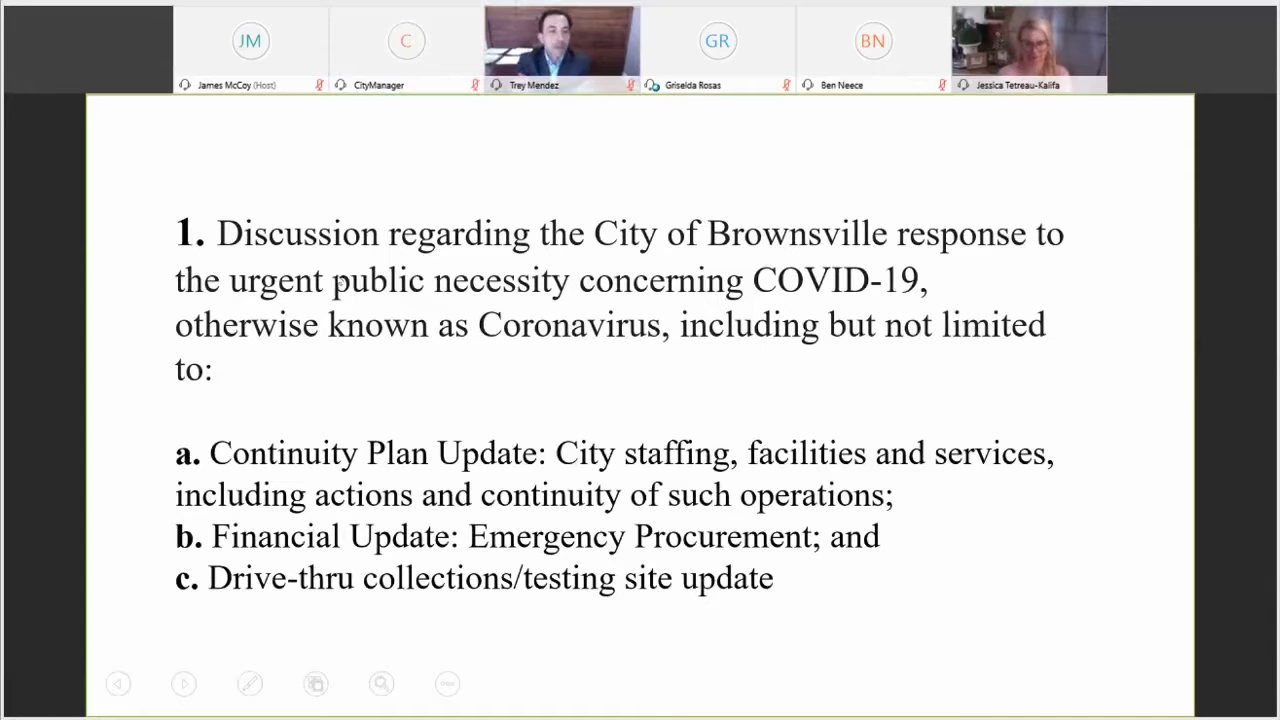 JM
C
GR
BN
James McCoy (Host)
CityManager
Trey Mendez
Griselda Rosas
Ben Neece
Jessica Tetreau-Kalifa
1. Discussion regarding the City of Brownsville response to
the urgent public necessity concerning COVID-19,
otherwise known as Coronavirus, including but not limited
to:
a. Continuity Plan Update: City staffing, facilities and services,
including actions and continuity of such operations;
b. Financial Update: Emergency Procurement; and
c. Drive-thru collections/testing site update